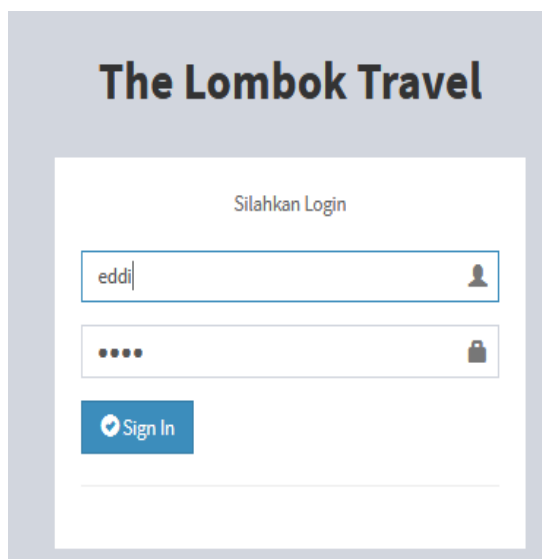 The Lombok Travel
Silahkan Login
eddi
••••
Sign In